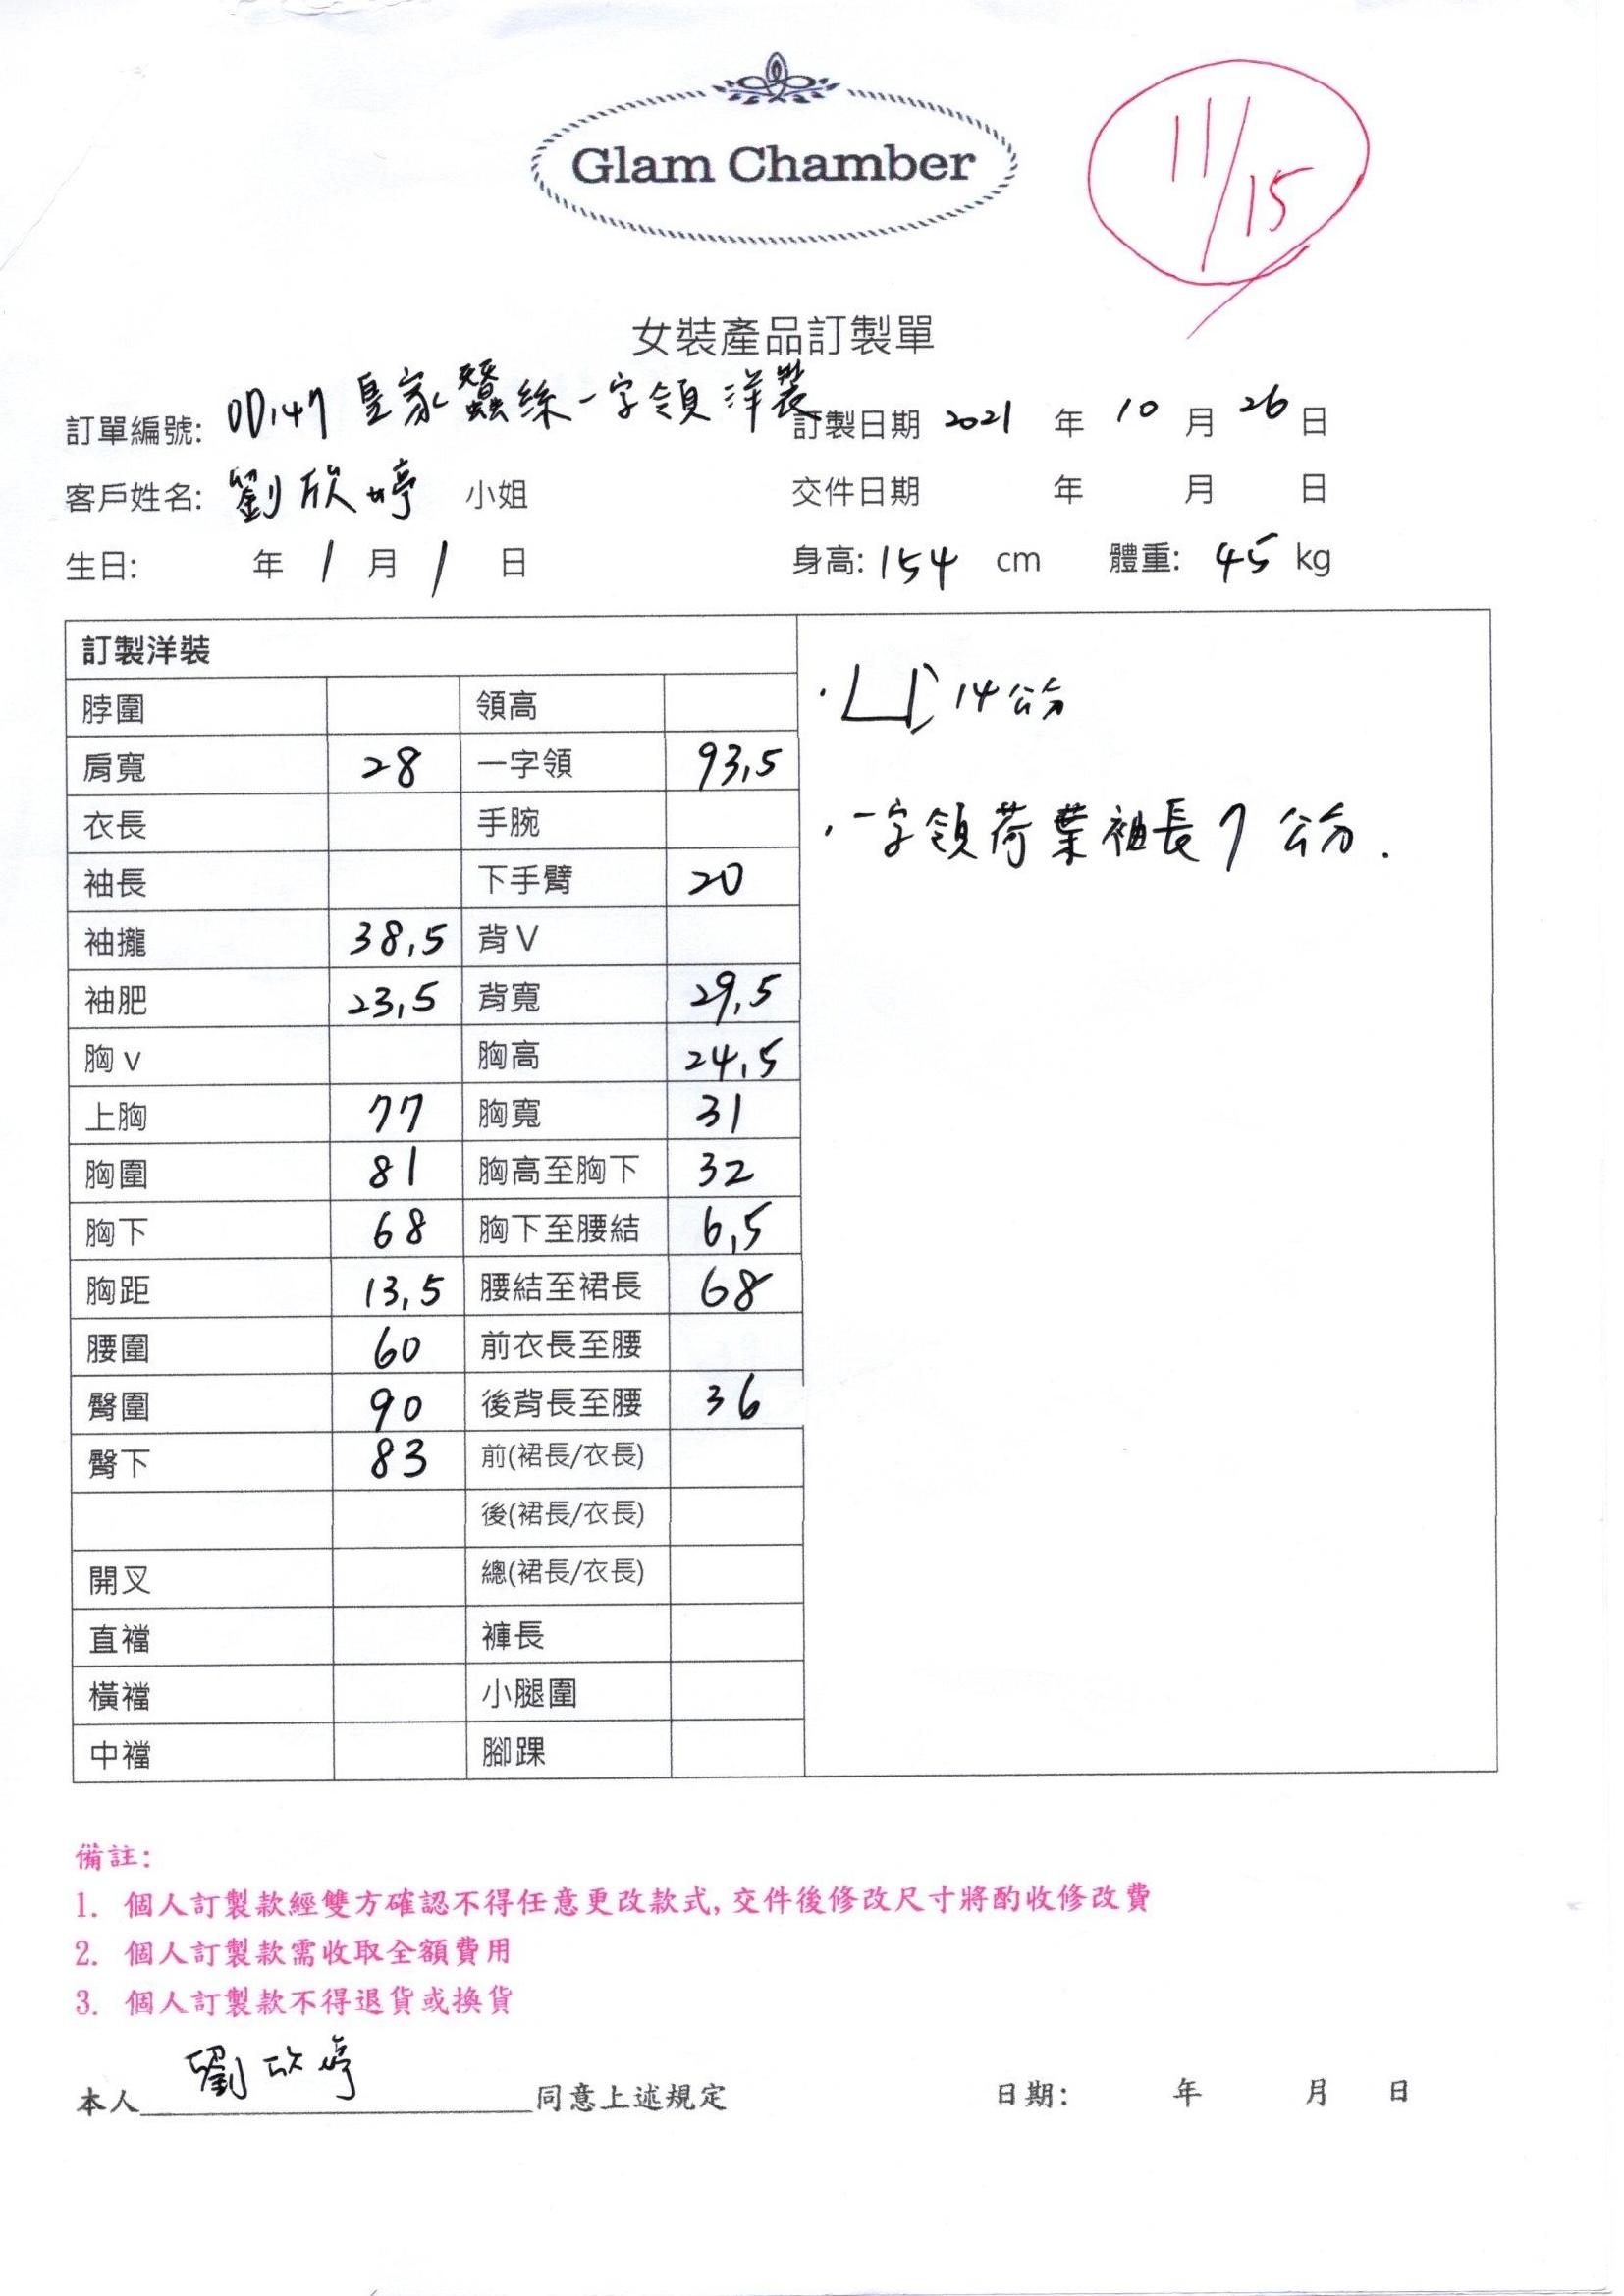 Glam Chamber
11/15
女裝產品訂製單
訂單編號: OD147 皇家蠶絲一字領洋裝 訂製日期 2021 年 10 月 26 日
客戶姓名: 劉欣婷 小姐 交件日期 年 月 日
生日: 年 1 月 1 日 身高: 154 cm 體重: 45 kg
訂製洋裝
脖圍 領高
肩寬 28 一字領 93,5
衣長 手腕
袖長 下手臂 20
袖攏 38,5 背V
袖肥 23,5 背寬 29,5
胸v 胸高 24,5
上胸 77 胸寬 31
胸圍 81 胸高至胸下 32
胸下 68 胸下至腰結 6,5
胸距 13,5 腰結至裙長 68
腰圍 60 前衣長至腰
臀圍 90 後背長至腰 36
臀下 83 前(裙長/衣長)
後(裙長/衣長)
開叉 總(裙長/衣長)
直襠 褲長
橫襠 小腿圍
中襠 腳踝
· 14公分
· 一字領荷葉袖長7公分.
備註:
1. 個人訂製款經雙方確認不得任意更改款式, 交件後修改尺寸將酌收修改費
2. 個人訂製款需收取全額費用
3. 個人訂製款不得退貨或換貨
本人 劉欣婷 同意上述規定 日期: 年 月 日